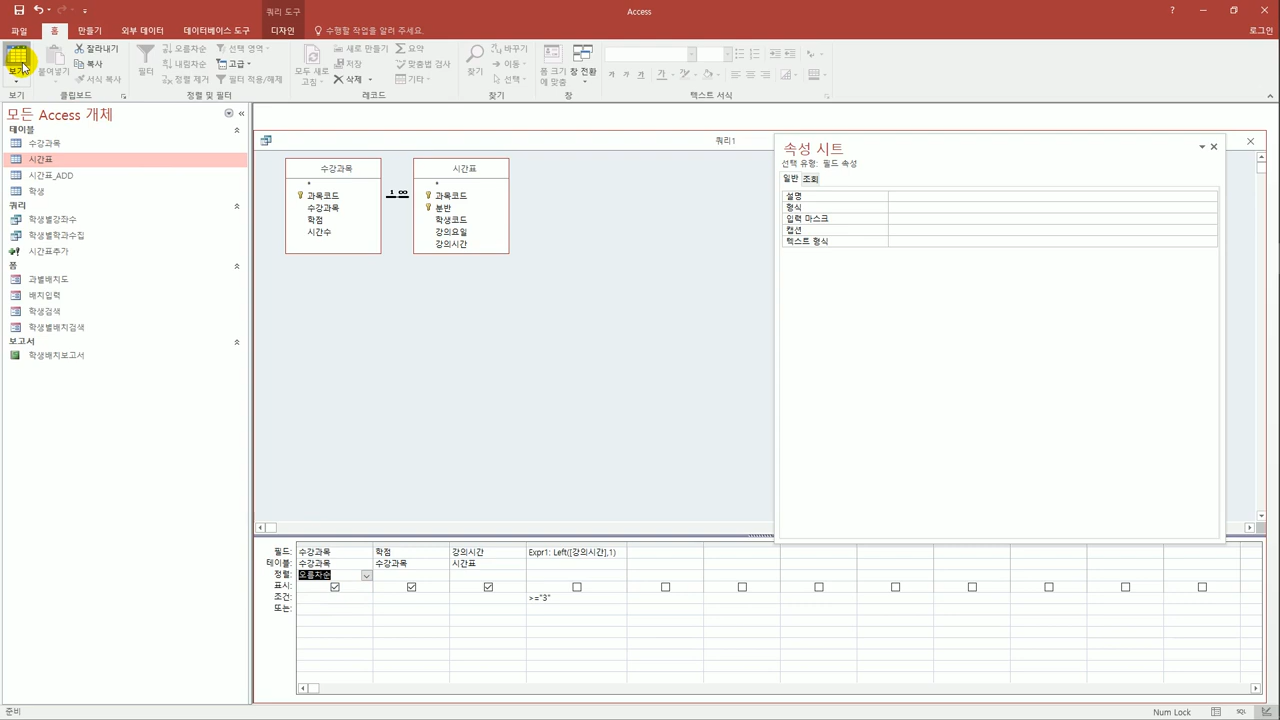 쿼리 도구
Access
?
파일 홈 만들기 외부 데이터 데이터베이스 도구 디자인 수행할 작업을 알려 주세요. 로그인
보기 붙여넣기 잘라내기 복사 서식 복사
필터 오름차순 내림차순 정렬 제거 선택 영역 고급 필터 적용/해제
모두 새로 고침 새로 만들기 저장 삭제 요약 맞춤법 검사 기타
찾기 바꾸기 이동 선택
폼 크기에 맞춤 창 전환
가 가 가
보기 클립보드 정렬 및 필터 레코드 찾기 창 텍스트 서식
모든 Access 개체
테이블
수강과목
시간표
시간표_ADD
학생
쿼리
학생별강좌수
학생별학과수집
시간표추가
폼
과별배치도
배치입력
학생검색
학생별배치검색
보고서
학생배치보고서
쿼리1
수강과목
*
과목코드
수강과목
학점
시간수
1 ∞
시간표
*
과목코드
분반
학생코드
강의요일
강의시간
속성 시트
선택 유형: 필드 속성
일반 조회
설명
형식
입력 마스크
캡션
텍스트 형식
필드: 수강과목 학점 강의시간 Expr1: Left([강의시간],1)
테이블: 수강과목 수강과목 시간표
정렬: 오름차순
표시:
조건: >="3"
또는:
준비 Num Lock SQL